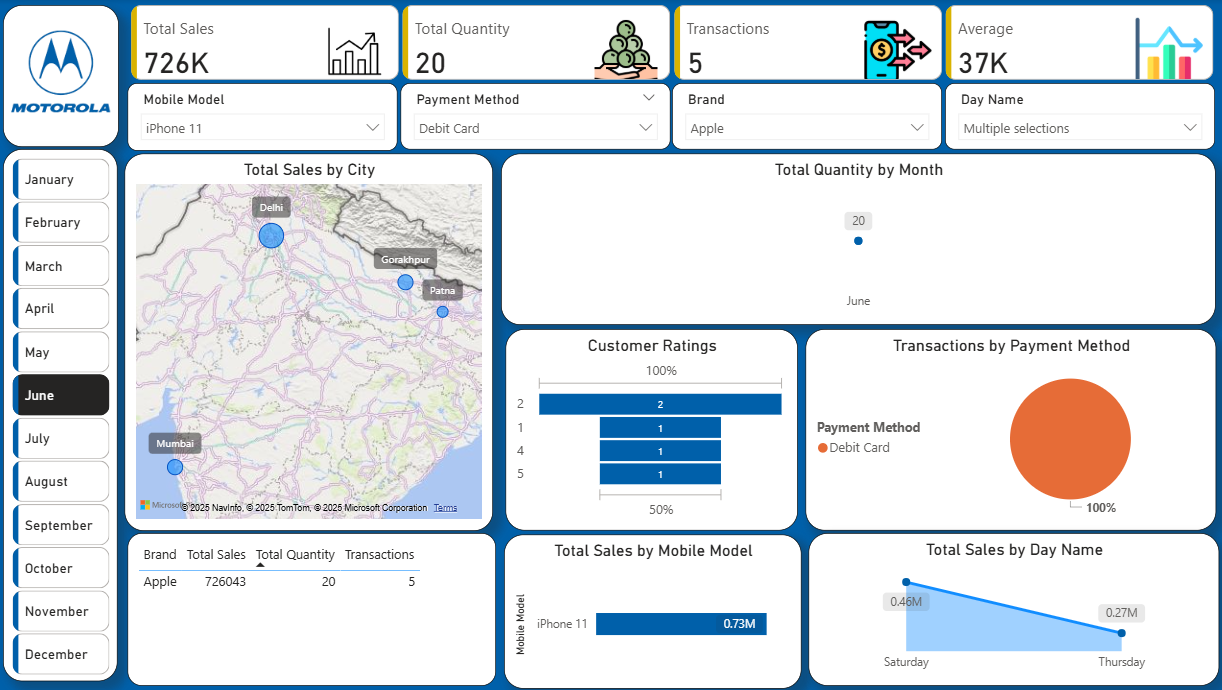 MOTOROLA
Total Sales
726K
Total Quantity
20
Transactions
5
Average
37K
Mobile Model
iPhone 11
Payment Method
Debit Card
Brand
Apple
Day Name
Multiple selections
January
February
March
April
May
June
July
August
September
October
November
December
Total Sales by City
Delhi
Gorakhpur
Patna
Mumbai
© 2025 NavInfo, © 2025 TomTom, © 2025 Microsoft Corporation Terms
Total Quantity by Month
20
June
Customer Ratings
100%
2 2
1 1
4 1
5 1
50%
Transactions by Payment Method
Payment Method
Debit Card
100%
Brand Total Sales Total Quantity Transactions
Apple 726043 20 5
Total Sales by Mobile Model
Mobile Model
iPhone 11 0.73M
Total Sales by Day Name
0.46M
0.27M
Saturday Thursday